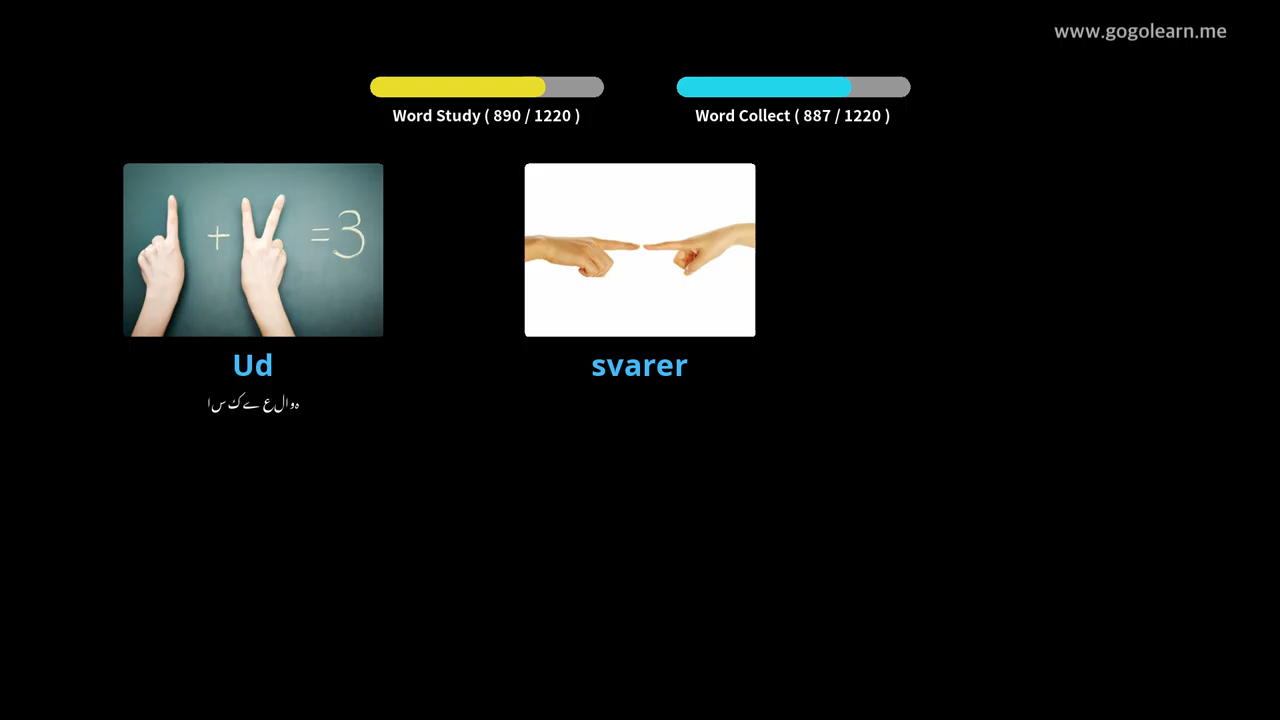 www.gogolearn.me
Word Study ( 890 / 1220 )
Word Collect ( 887 / 1220 )
+ =3
Ud
اس کے علاوہ
svarer